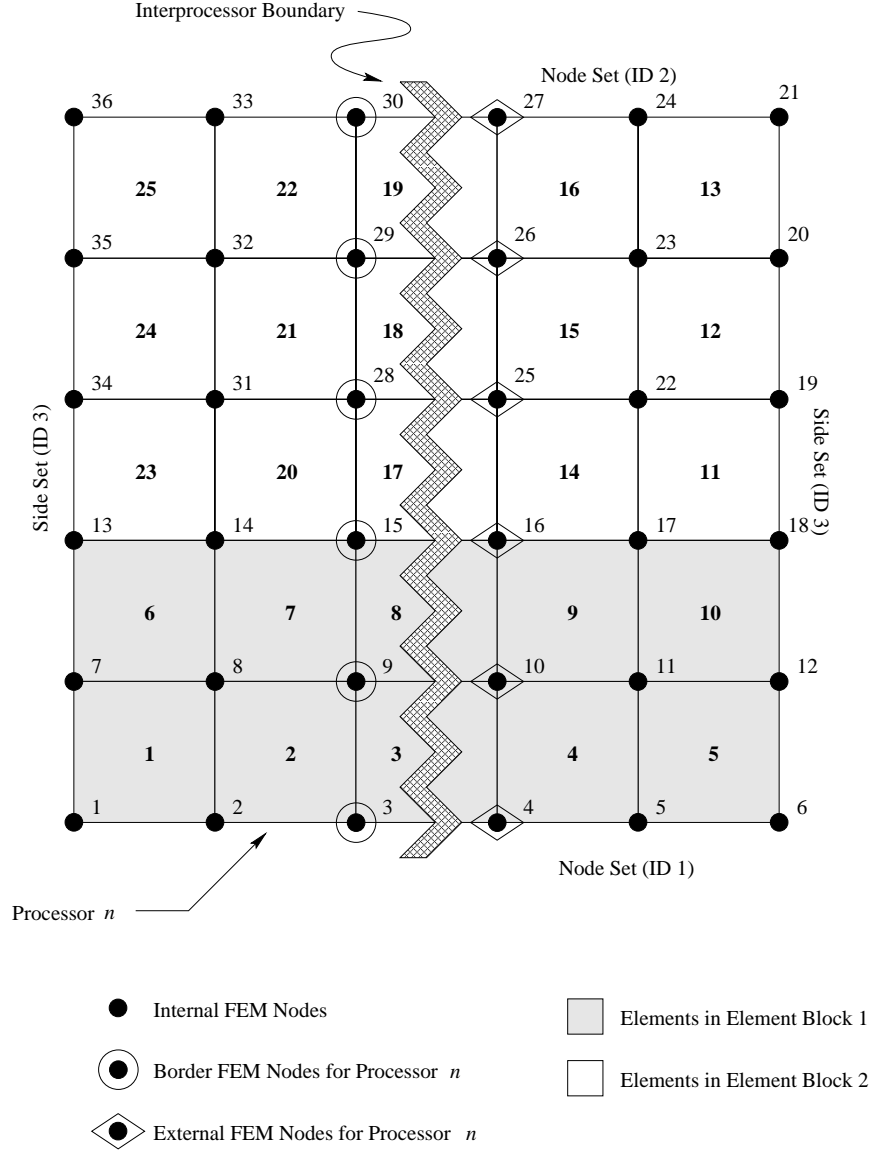 Interprocessor Boundary
Node Set (ID 2)
36 33 30 27 24 21
25 22 19 16 13
35 32 29 26 23 20
24 21 18 15 12
34 31 28 25 22 19
Side Set (ID 3)
Side Set (ID 3)
23 20 17 14 11
13 14 15 16 17 18
6 7 8 9 10
7 8 9 10 11 12
1 2 3 4 5
1 2 3 4 5 6
Node Set (ID 1)
Processor n
Internal FEM Nodes
Elements in Element Block 1
Border FEM Nodes for Processor n
Elements in Element Block 2
External FEM Nodes for Processor n